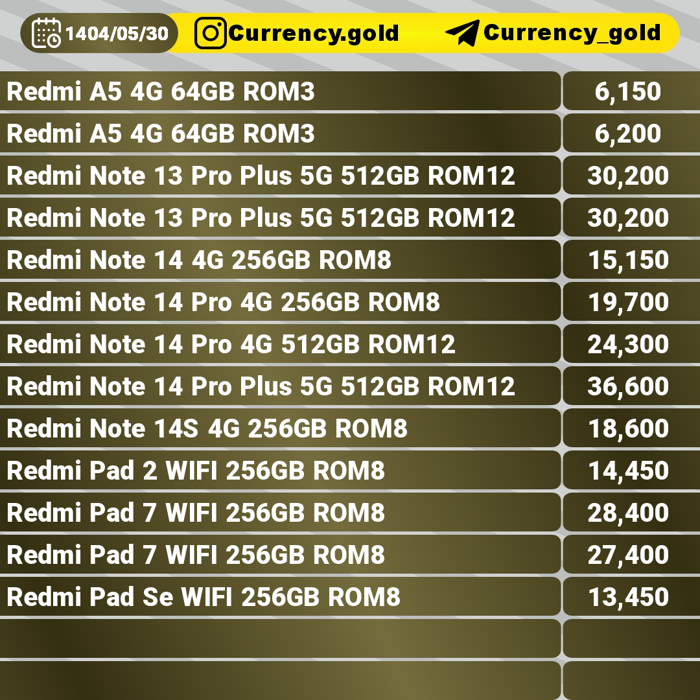 1404/05/30 Currency.gold Currency_gold
Redmi A5 4G 64GB ROM3 6,150
Redmi A5 4G 64GB ROM3 6,200
Redmi Note 13 Pro Plus 5G 512GB ROM12 30,200
Redmi Note 13 Pro Plus 5G 512GB ROM12 30,200
Redmi Note 14 4G 256GB ROM8 15,150
Redmi Note 14 Pro 4G 256GB ROM8 19,700
Redmi Note 14 Pro 4G 512GB ROM12 24,300
Redmi Note 14 Pro Plus 5G 512GB ROM12 36,600
Redmi Note 14S 4G 256GB ROM8 18,600
Redmi Pad 2 WIFI 256GB ROM8 14,450
Redmi Pad 7 WIFI 256GB ROM8 28,400
Redmi Pad 7 WIFI 256GB ROM8 27,400
Redmi Pad Se WIFI 256GB ROM8 13,450